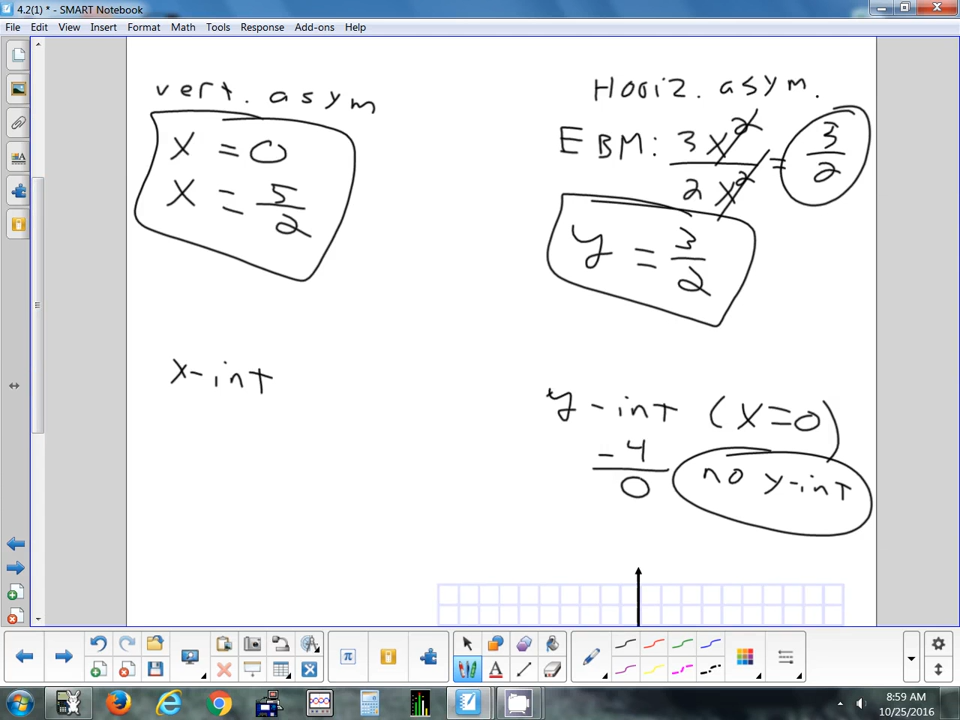 4.2(1) * - SMART Notebook
File Edit View Insert Format Math Tools Response Add-ons Help
vert. asym
x = 0
x = 5/2
Horiz. asym.
EBM: 3x²/2x² = 3/2
y = 3/2
x-int
y-int (x=0)
-4/0 no y-int
8:59 AM
10/25/2016